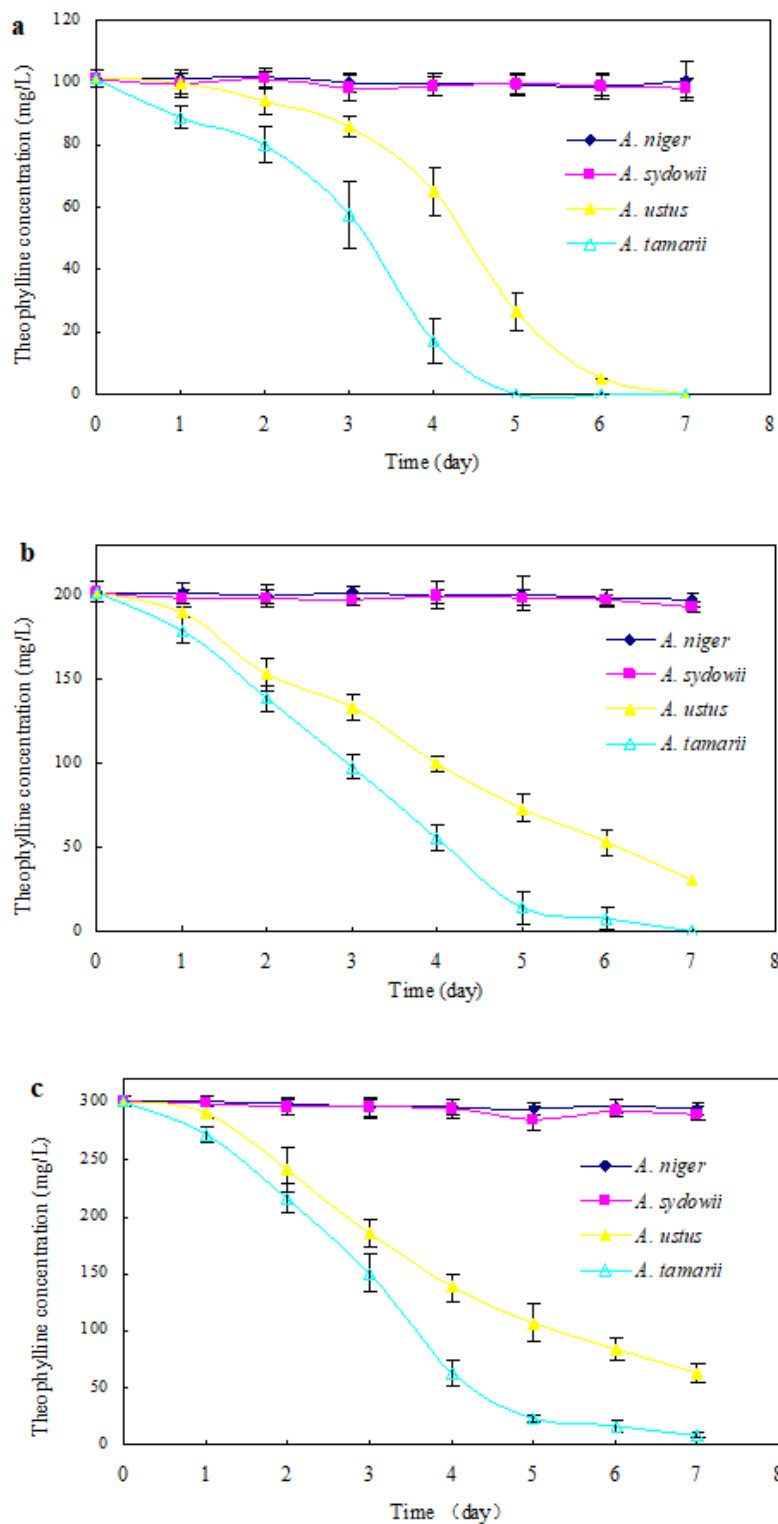 a
120
100
80
60
40
20
0
Theophylline concentration (mg/L)
A. niger
A. sydowii
A. ustus
A. tamarii
0 1 2 3 4 5 6 7 8
Time (day)
b
200
150
100
50
0
Theophylline concentration (mg/L)
A. niger
A. sydowii
A. ustus
A. tamarii
0 1 2 3 4 5 6 7 8
Time (day)
c
300
250
200
150
100
50
0
Theophylline concentration (mg/L)
A. niger
A. sydowii
A. ustus
A. tamarii
0 1 2 3 4 5 6 7 8
Time （day）